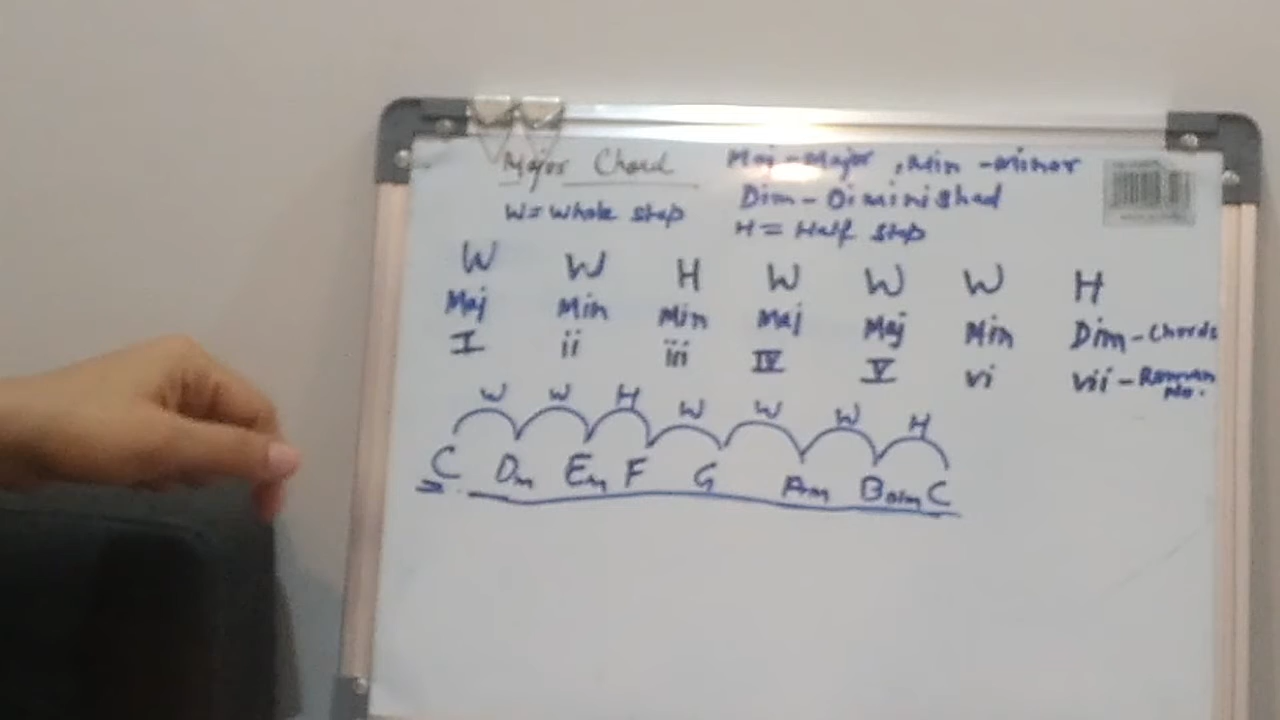 Major Chord
Maj - Major , Min - Minor
Dim - Diminishad
W = Whole step
H = Half step
W W H W W W H
Maj Min Min Maj Maj Min Dim - Chords
I ii iii IV V vi vii - Roman No.
W W H W W W H
C Dm Em F G Am Bdim C